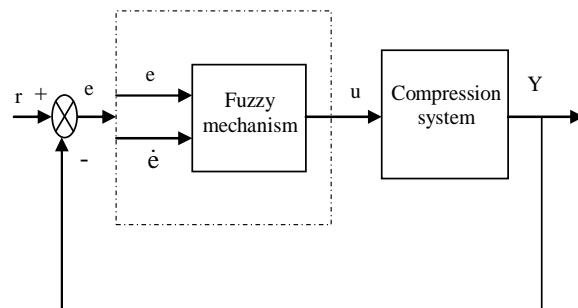 r
+
e
-
e
ė
Fuzzy
mechanism
u
Compression
system
Y